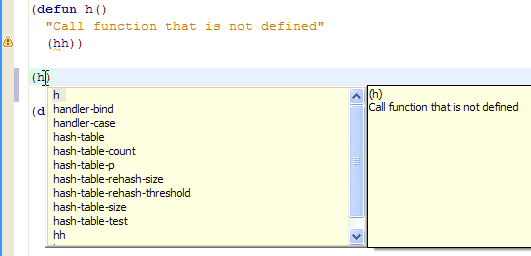 (defun h()
"Call function that is not defined"
(hh))
(h)
(d
h
handler-bind
handler-case
hash-table
hash-table-count
hash-table-p
hash-table-rehash-size
hash-table-rehash-threshold
hash-table-size
hash-table-test
hh
(h)
Call function that is not defined